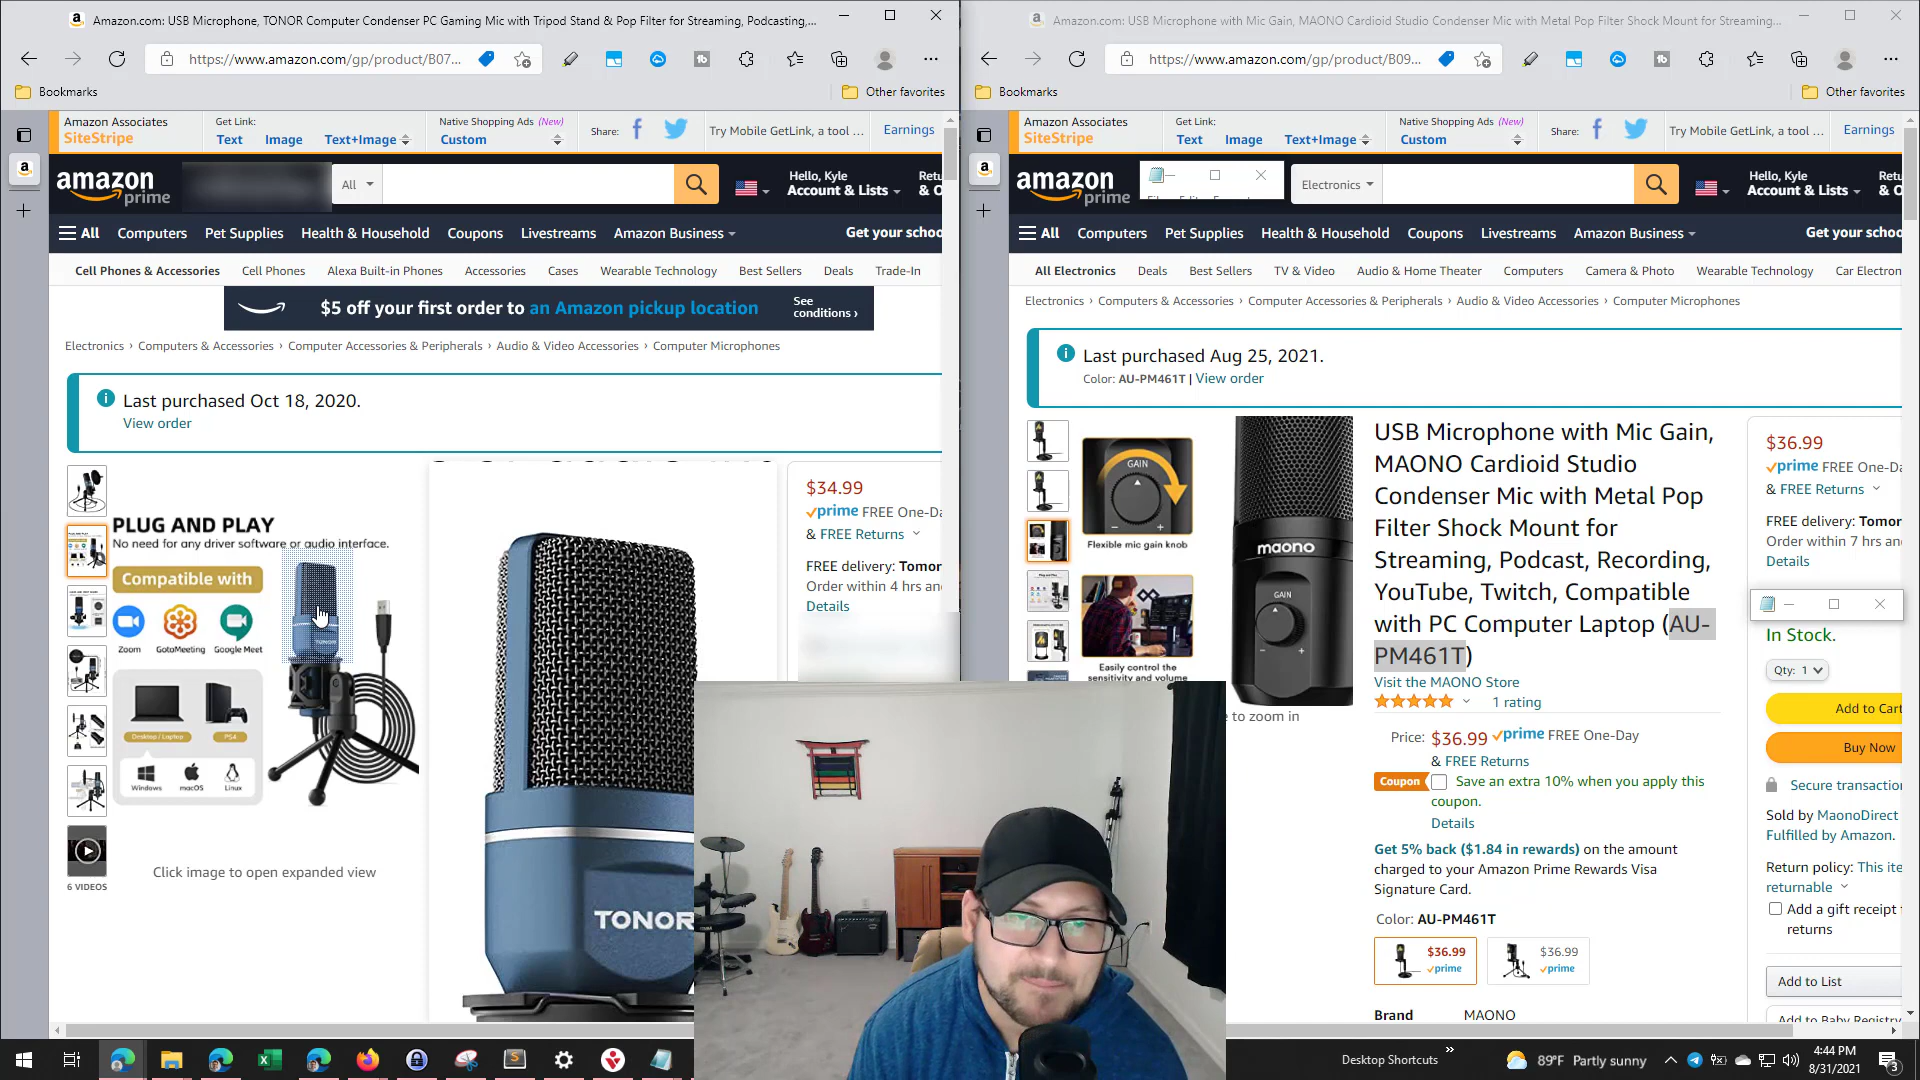 Amazon.com: USB Microphone, TONOR Computer Condenser PC Gaming Mic with Tripod Stand & Pop Filter for Streaming, Podcasting,...
https://www.amazon.com/gp/product/B07...
Bookmarks
Other favorites
Amazon Associates
SiteStripe
Get Link:
Text
Image
Text+Image
Native Shopping Ads (New)
Custom
Share:
Try Mobile GetLink, a tool ...
Earnings
amazon
prime
All
Hello, Kyle
Account & Lists
Retu
& O
All
Computers
Pet Supplies
Health & Household
Coupons
Livestreams
Amazon Business
Get your schoo
Cell Phones & Accessories
Cell Phones
Alexa Built-in Phones
Accessories
Cases
Wearable Technology
Best Sellers
Deals
Trade-In
$5 off your first order to an Amazon pickup location
See
conditions ›
Electronics › Computers & Accessories › Computer Accessories & Peripherals › Audio & Video Accessories › Computer Microphones
Last purchased Oct 18, 2020.
View order
PLUG AND PLAY
No need for any driver software or audio interface.
Compatible with
Zoom
GotoMeeting
Google Meet
Desktop / Laptop
PS4
Windows
macOS
Linux
6 VIDEOS
Click image to open expanded view
TONOR
$34.99
prime FREE One-Da
& FREE Returns
FREE delivery: Tomor
Order within 4 hrs an
Details
Amazon.com: USB Microphone with Mic Gain, MAONO Cardioid Studio Condenser Mic with Metal Pop Filter Shock Mount for Streaming...
https://www.amazon.com/gp/product/B09...
Bookmarks
Other favorites
Amazon Associates
SiteStripe
Get Link:
Text
Image
Text+Image
Native Shopping Ads (New)
Custom
Share:
Try Mobile GetLink, a tool ...
Earnings
amazon
prime
Electronics
Hello, Kyle
Account & Lists
Retu
& O
All
Computers
Pet Supplies
Health & Household
Coupons
Livestreams
Amazon Business
Get your schoo
All Electronics
Deals
Best Sellers
TV & Video
Audio & Home Theater
Computers
Camera & Photo
Wearable Technology
Car Electron
Electronics › Computers & Accessories › Computer Accessories & Peripherals › Audio & Video Accessories › Computer Microphones
Last purchased Aug 25, 2021.
Color: AU-PM461T | View order
GAIN
Flexible mic gain knob
Easily control the
sensitivity and volume
maono
GAIN
e to zoom in
USB Microphone with Mic Gain,
MAONO Cardioid Studio
Condenser Mic with Metal Pop
Filter Shock Mount for
Streaming, Podcast, Recording,
YouTube, Twitch, Compatible
with PC Computer Laptop (AU-
PM461T)
Visit the MAONO Store
1 rating
Price: $36.99 prime FREE One-Day
& FREE Returns
Coupon Save an extra 10% when you apply this
coupon.
Details
Get 5% back ($1.84 in rewards) on the amount
charged to your Amazon Prime Rewards Visa
Signature Card.
Color: AU-PM461T
$36.99
prime
$36.99
prime
Brand MAONO
$36.99
prime FREE One-Da
& FREE Returns
FREE delivery: Tomor
Order within 7 hrs an
Details
In Stock.
Qty: 1
Add to Cart
Buy Now
Secure transactio
Sold by MaonoDirect
Fulfilled by Amazon.
Return policy: This ite
returnable
Add a gift receipt
returns
Add to List
Add to Baby Registry
Desktop Shortcuts
89°F Partly sunny
4:44 PM
8/31/2021
3